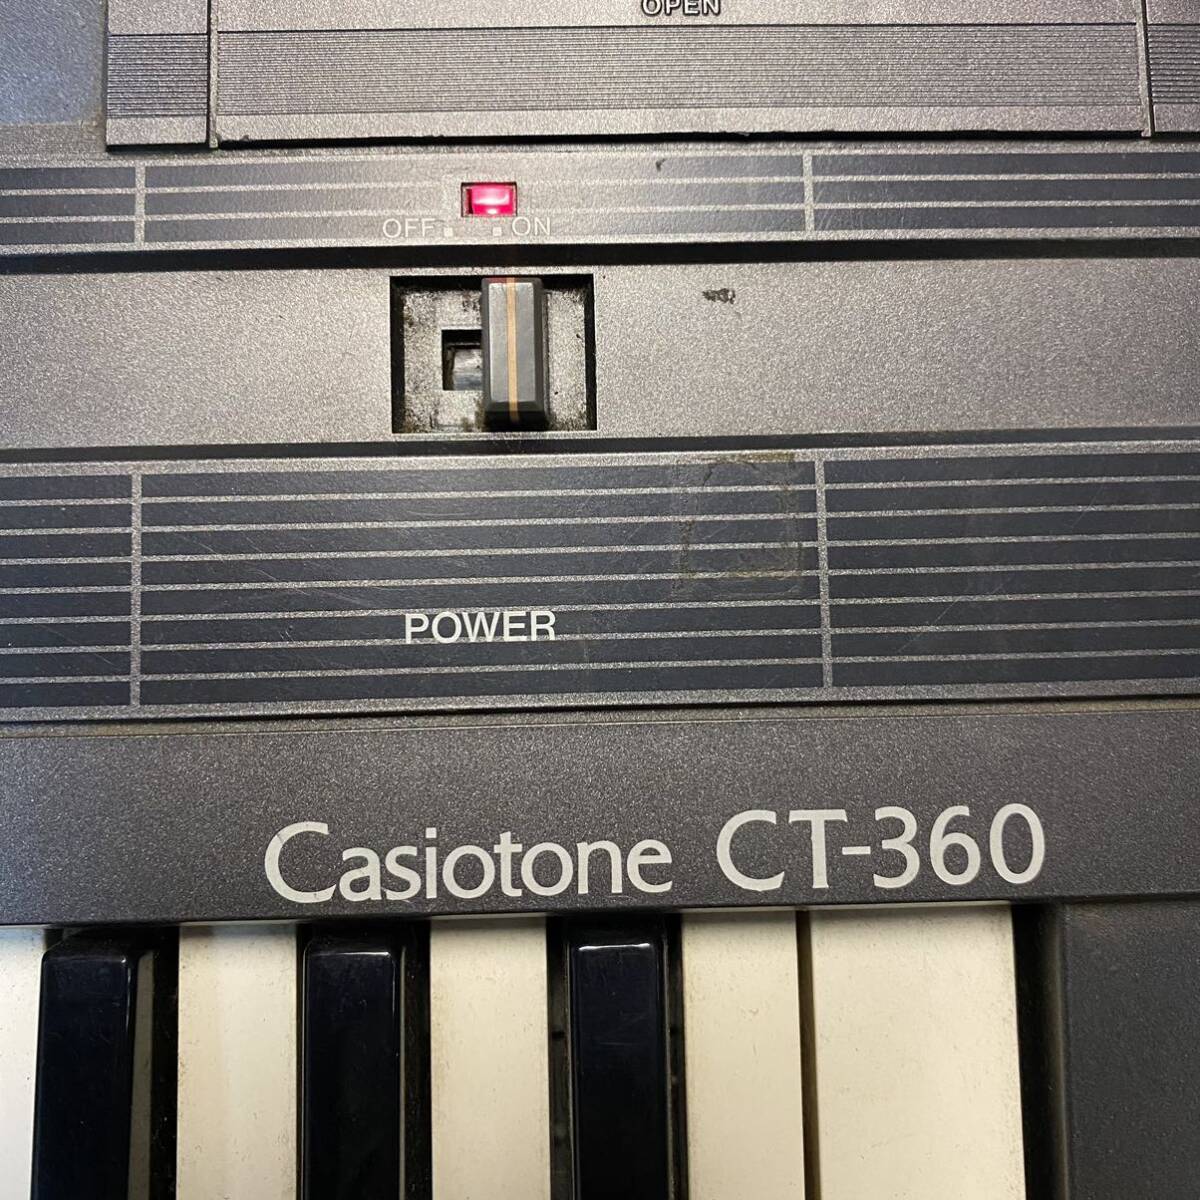 OPEN
OFF ON
POWER
Casiotone CT-360